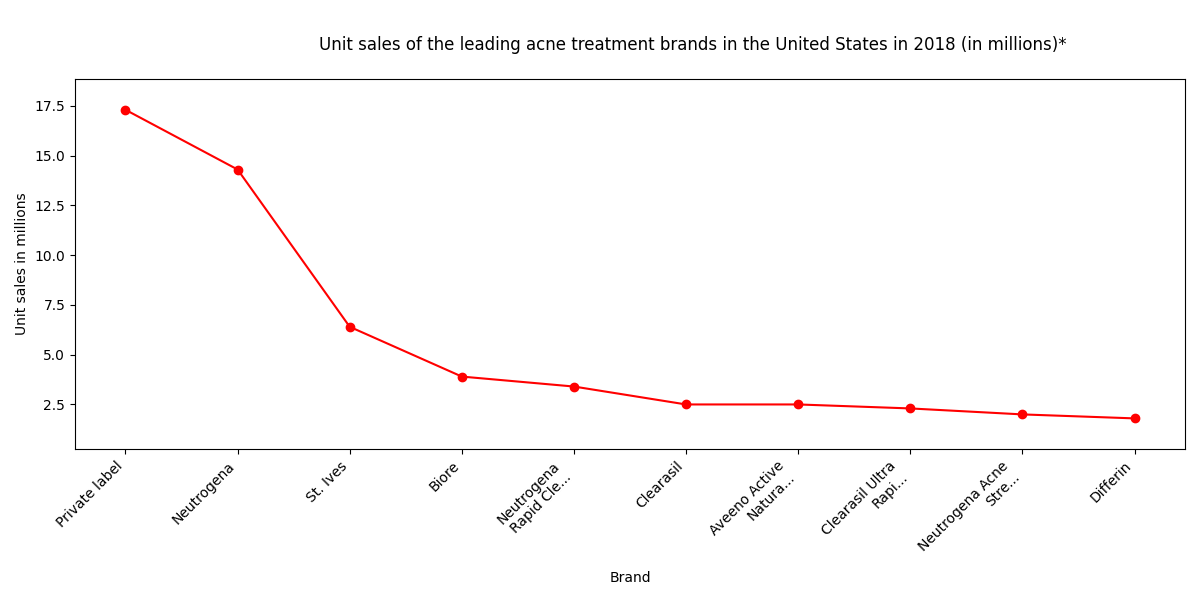 Unit sales of the leading acne treatment brands in the United States in 2018 (in millions)*
Unit sales in millions
17.5
15.0
12.5
10.0
7.5
5.0
2.5
Private label
Neutrogena
St. Ives
Biore
Neutrogena
Rapid Cle...
Clearasil
Aveeno Active
Natura...
Clearasil Ultra
Rapi...
Neutrogena Acne
Stre...
Differin
Brand